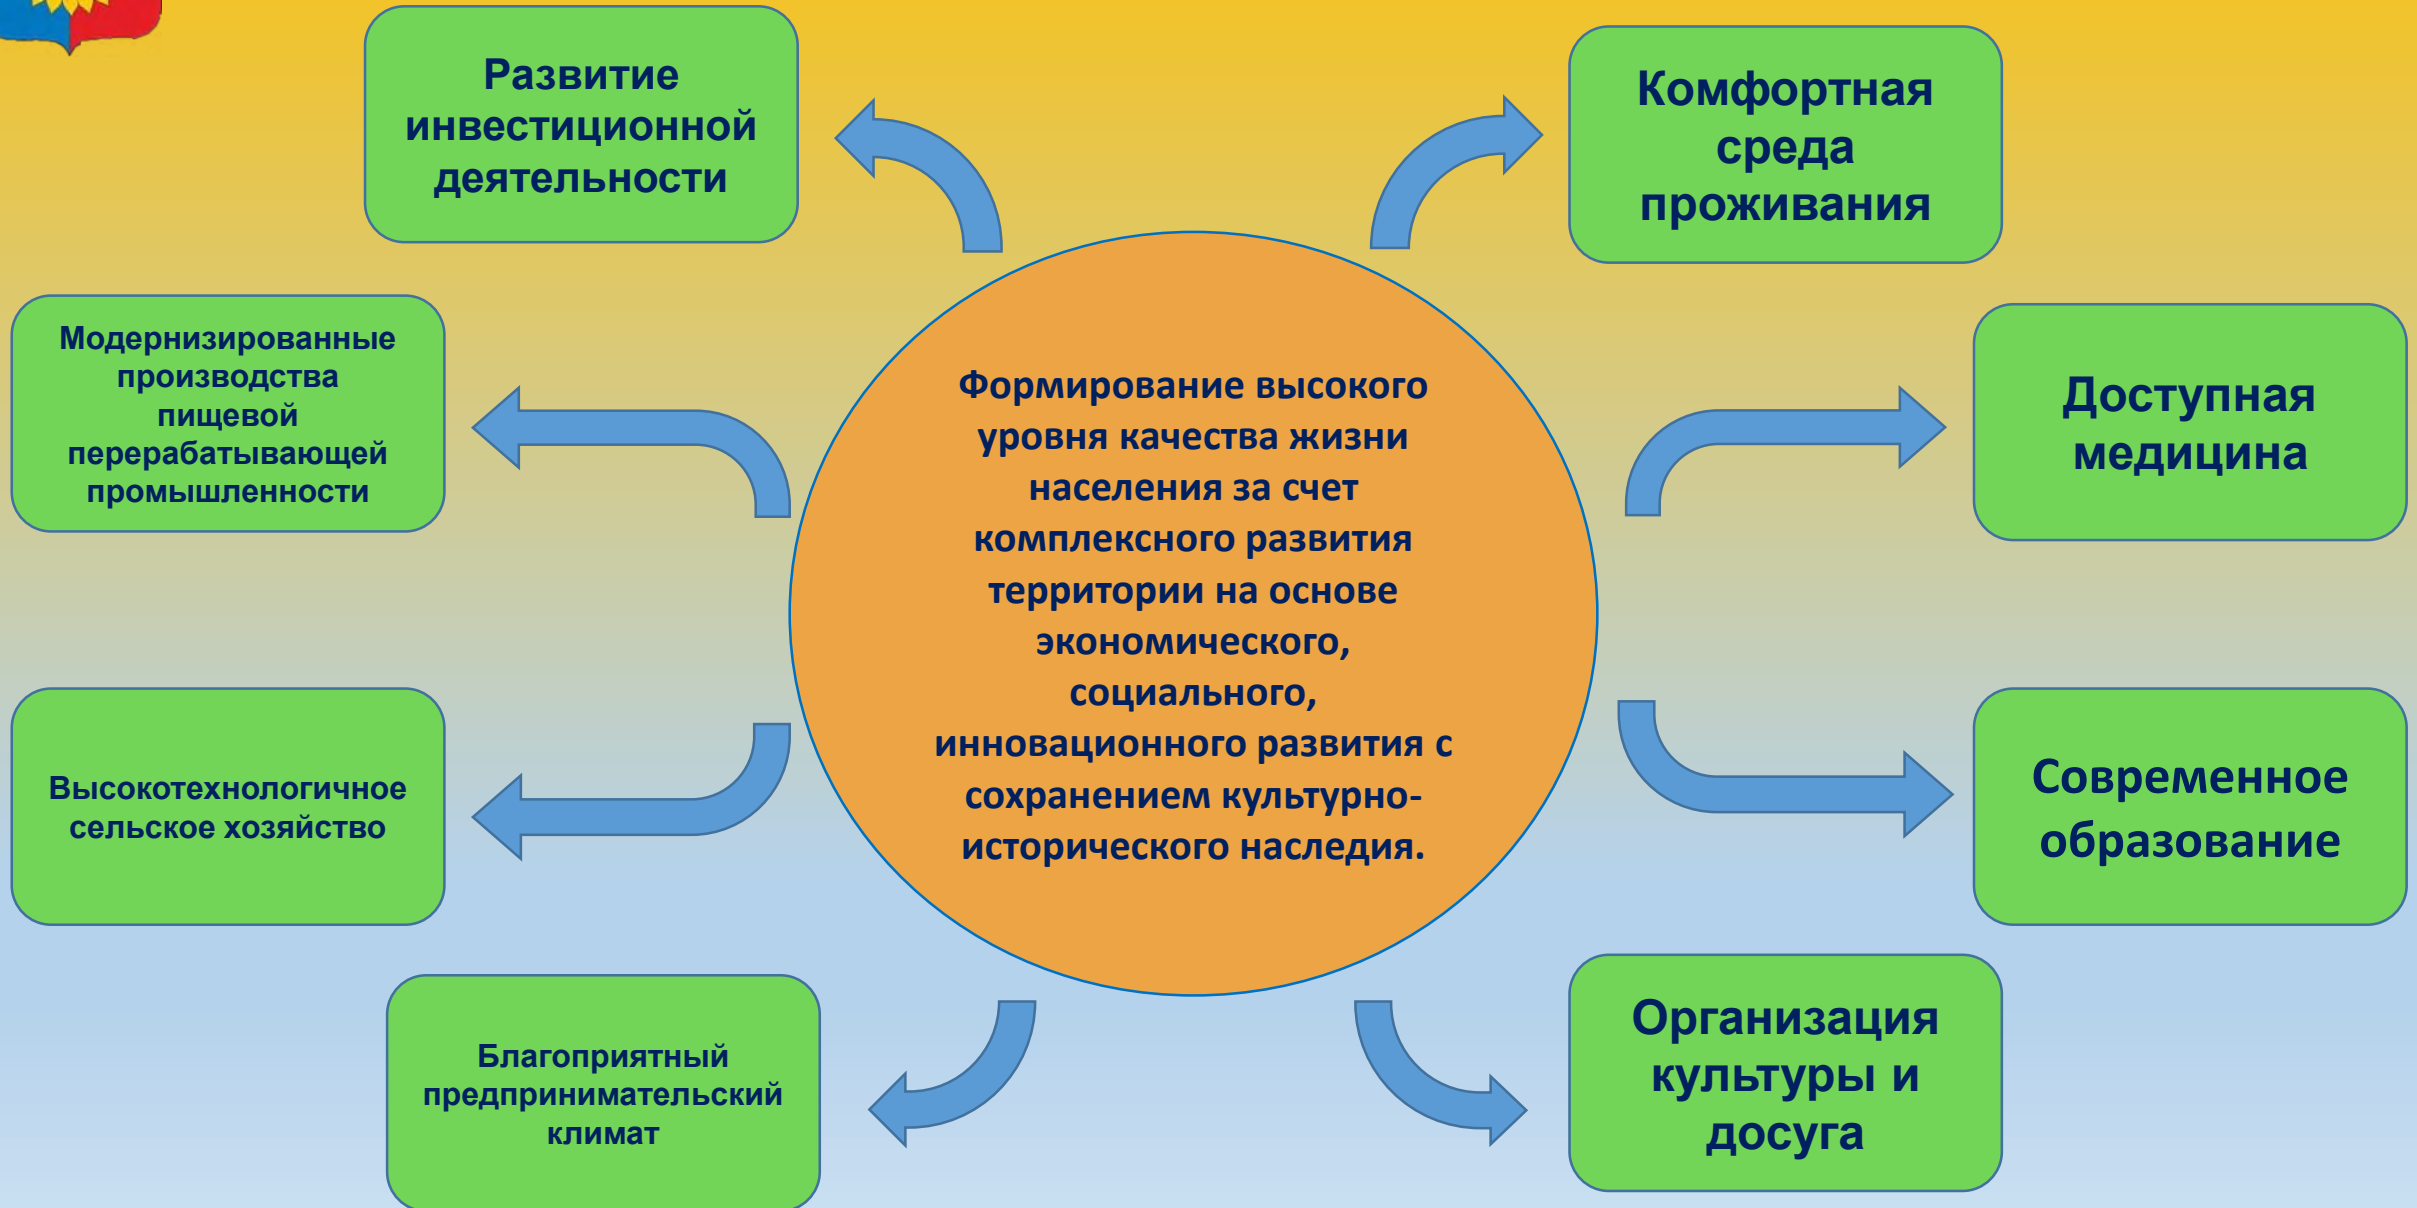 Развитие
инвестиционной
деятельности
Комфортная
среда
проживания
Модернизированные
производства
пищевой
перерабатывающей
промышленности
Доступная
медицина
Формирование высокого
уровня качества жизни
населения за счет
комплексного развития
территории на основе
экономического,
социального,
инновационного развития с
сохранением культурно-
исторического наследия.
Высокотехнологичное
сельское хозяйство
Современное
образование
Благоприятный
предпринимательский
климат
Организация
культуры и
досуга